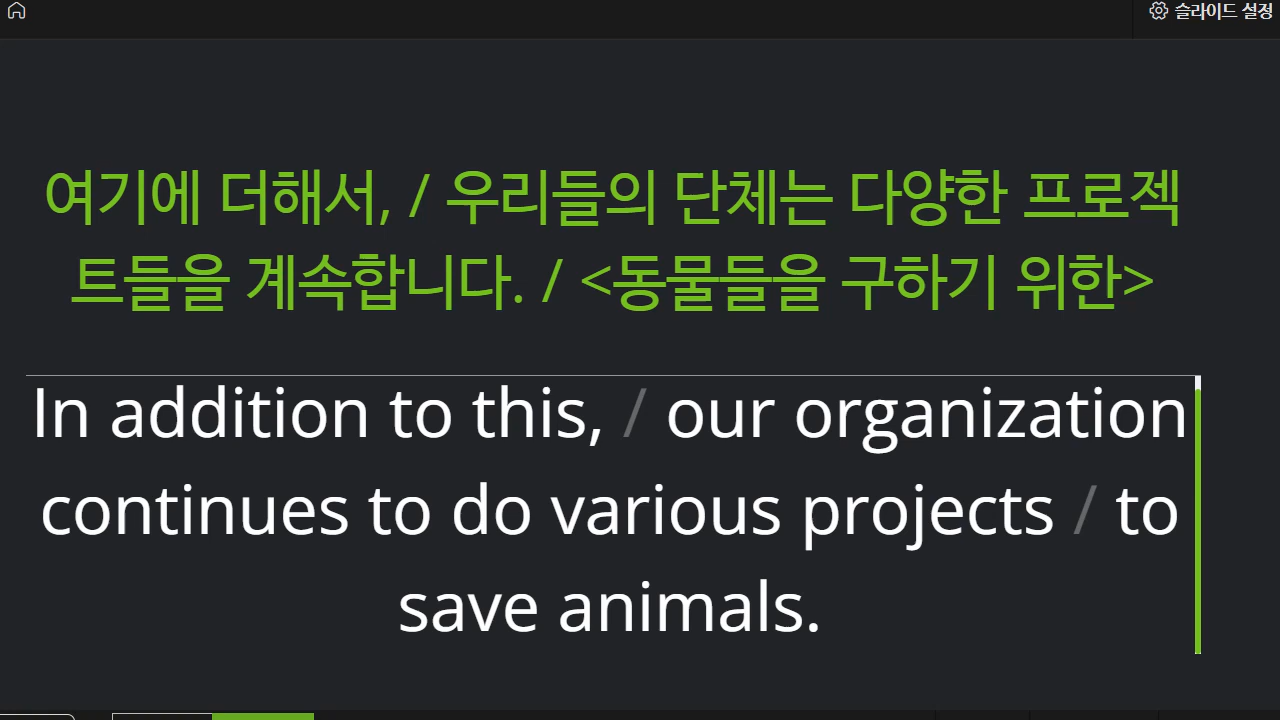 슬라이드 설정
여기에 더해서, / 우리들의 단체는 다양한 프로젝
트들을 계속합니다. / <동물들을 구하기 위한>
In addition to this, / our organization
continues to do various projects / to
save animals.